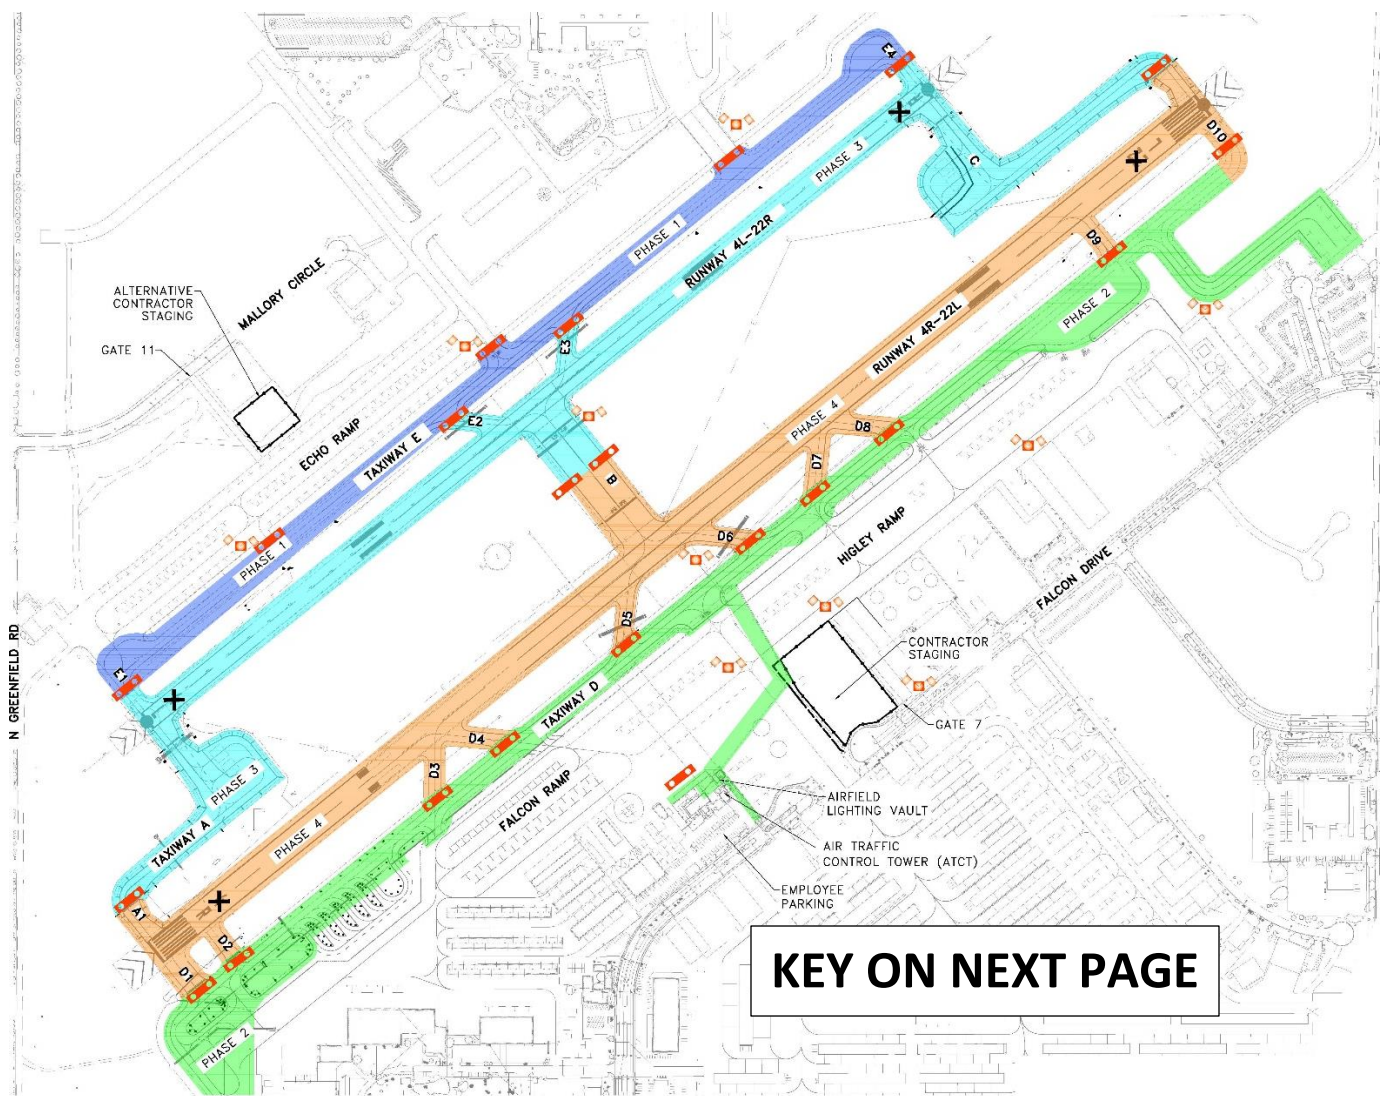 E4
C
D10
PHASE 3
PHASE 1
RUNWAY 4L-22R
D9
PHASE 2
MALLORY CIRCLE
ALTERNATIVE
CONTRACTOR
STAGING
GATE 11
E3
RUNWAY 4R-22L
E2
ECHO RAMP
TAXIWAY E
PHASE 4
D8
D7
B
D6
HIGLEY RAMP
FALCON DRIVE
PHASE 1
D5
N GREENFIELD RD
E1
CONTRACTOR
STAGING
GATE 7
TAXIWAY D
D4
D3
PHASE 3
FALCON RAMP
TAXIWAY A
PHASE 4
AIRFIELD
LIGHTING VAULT
AIR TRAFFIC
CONTROL TOWER (ATCT)
EMPLOYEE
PARKING
A1
D2
D1
PHASE 2
KEY ON NEXT PAGE